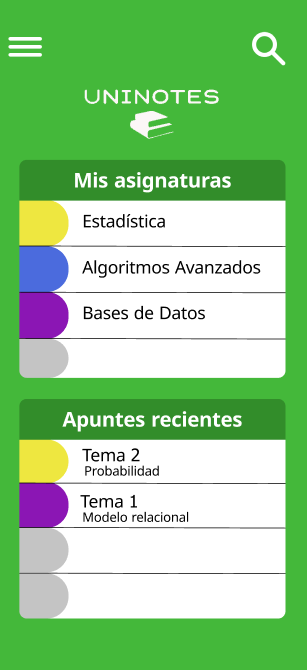 UNINOTES
Mis asignaturas
Estadística
Algoritmos Avanzados
Bases de Datos
Apuntes recientes
Tema 2
Probabilidad
Tema 1
Modelo relacional